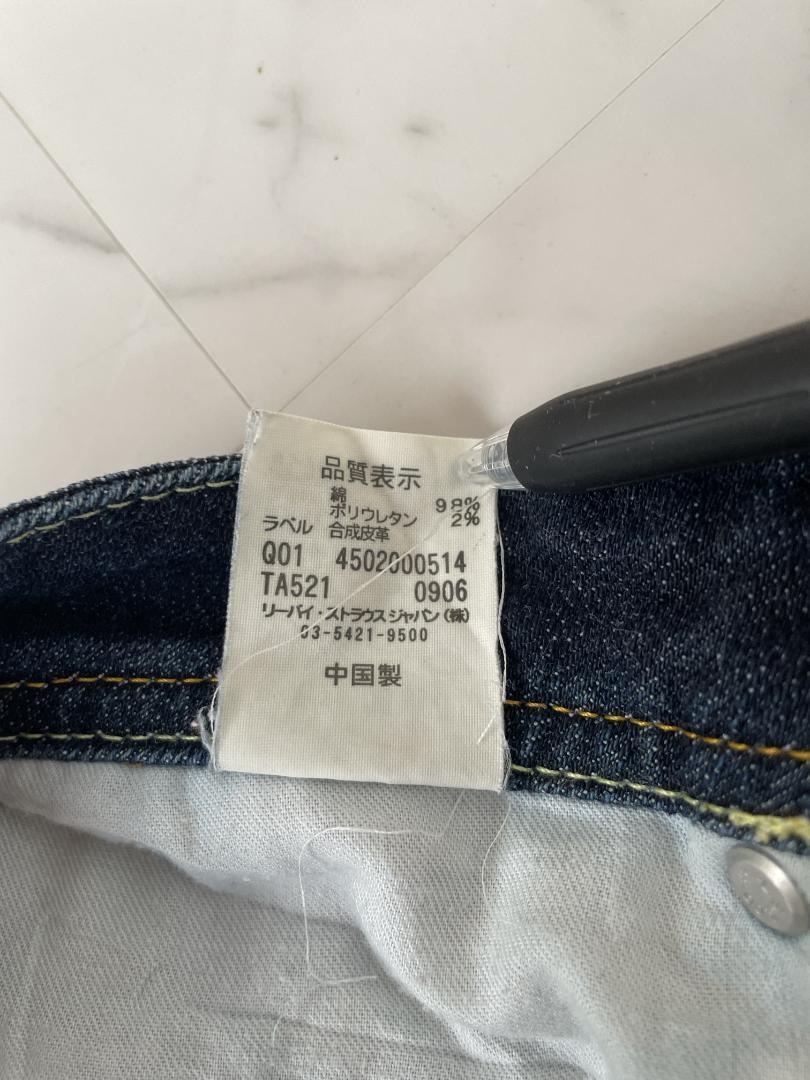 品質表示
綿 98%
ポリウレタン 2%
ラベル 合成皮革
Q01 4502000514
TA521 0906
リーバイ・ストラウス ジャパン(株)
03-5421-9500
中国製